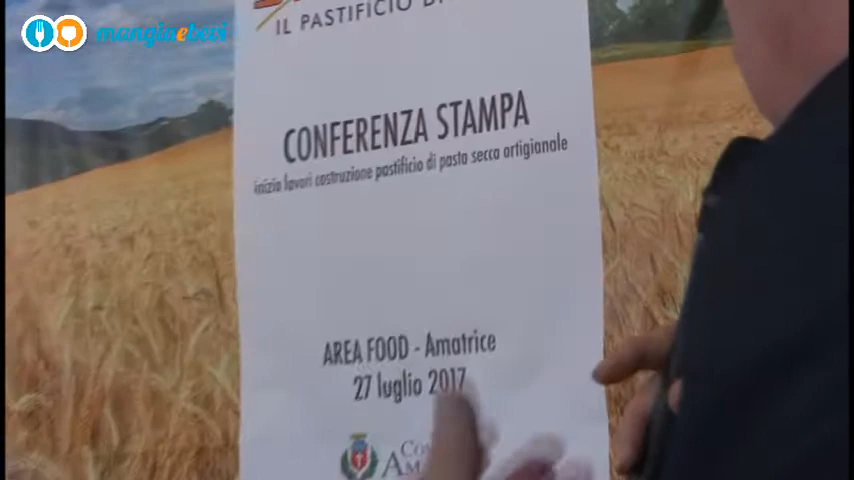 mangiaebevi
IL PASTIFICIO DI
CONFERENZA STAMPA
inizio lavori costruzione pastificio di pasta secca artigianale
AREA FOOD - Amatrice
27 luglio 2017